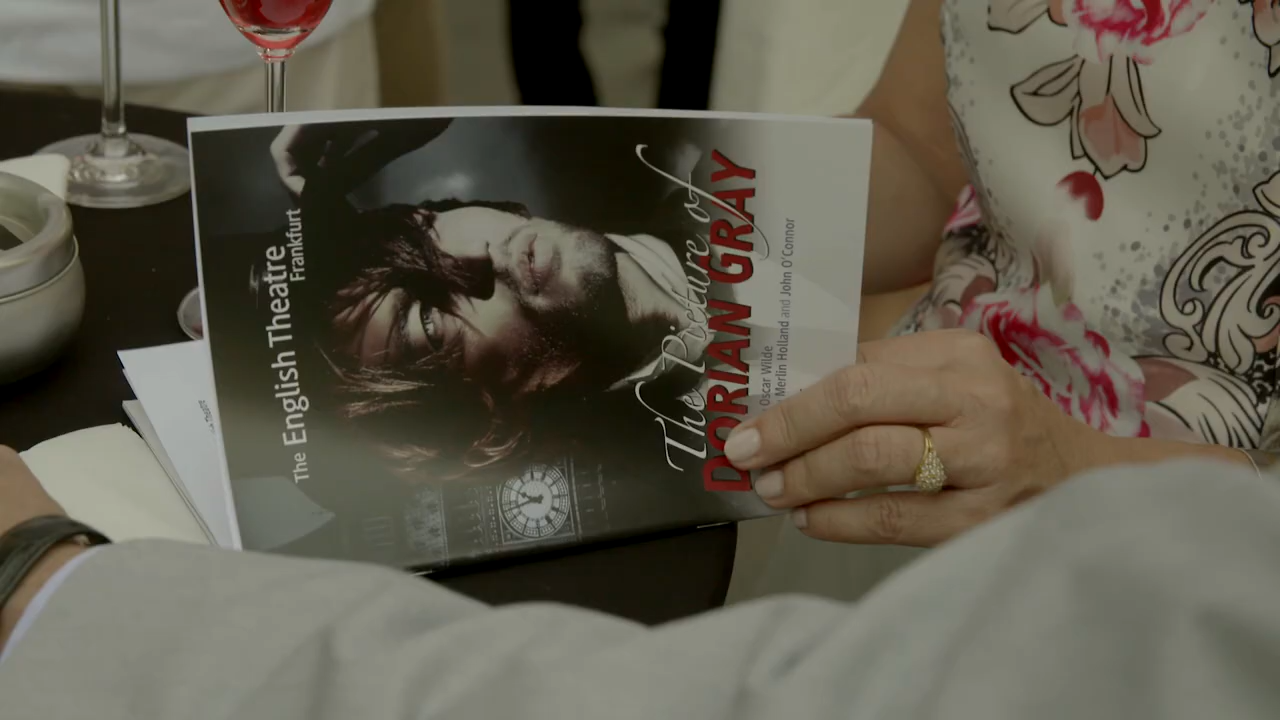 The English Theatre
Frankfurt
The Picture of
DORIAN GRAY
Oscar Wilde
Merlin Holland and John O'Connor